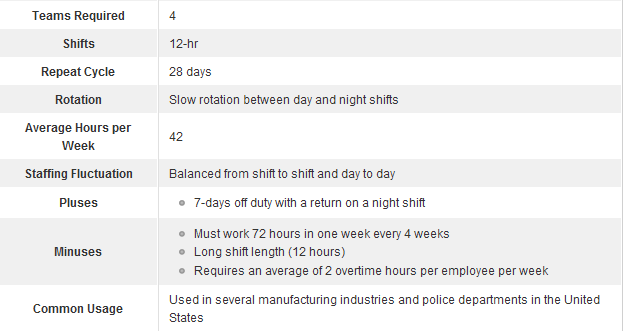 Teams Required 4
Shifts 12-hr
Repeat Cycle 28 days
Rotation Slow rotation between day and night shifts
Average Hours per
Week 42
Staffing Fluctuation Balanced from shift to shift and day to day
Pluses 7-days off duty with a return on a night shift
Minuses
Must work 72 hours in one week every 4 weeks
Long shift length (12 hours)
Requires an average of 2 overtime hours per employee per week
Common Usage
Used in several manufacturing industries and police departments in the United
States